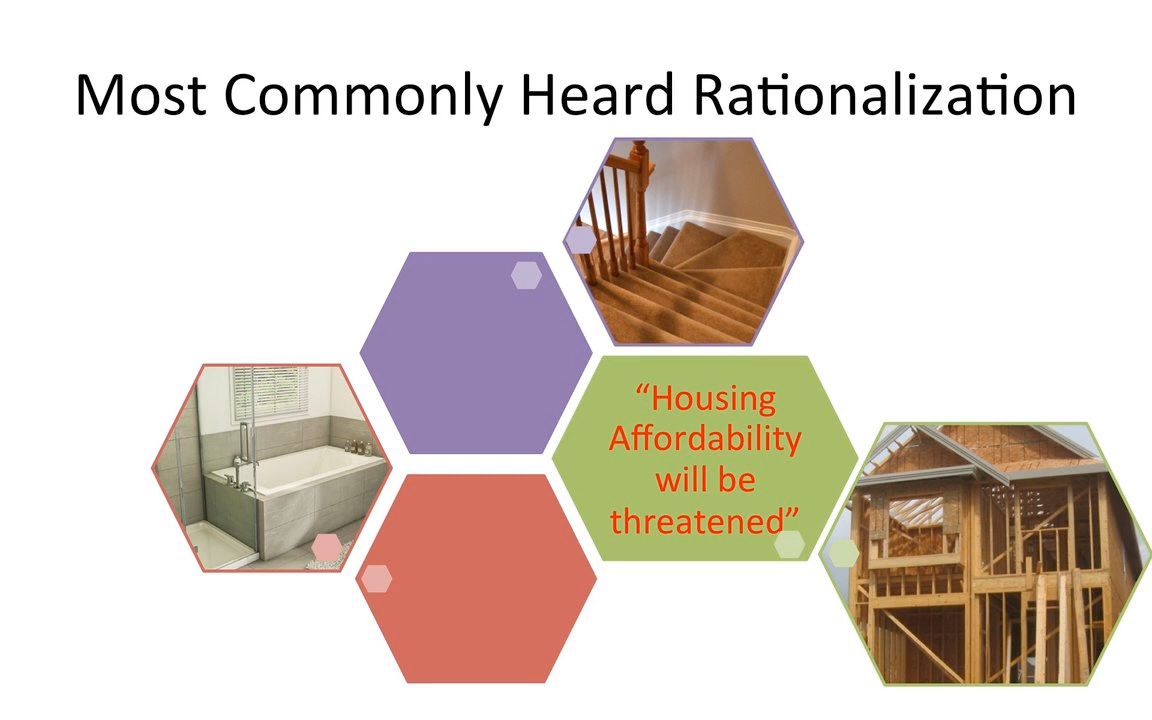 Most Commonly Heard Rationalization
“Housing
Affordability
will be
threatened”